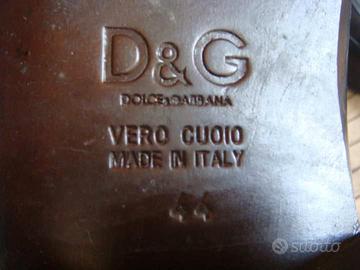 D&G
DOLCE&GABBANA
VERO CUOIO
MADE IN ITALY
44
subito